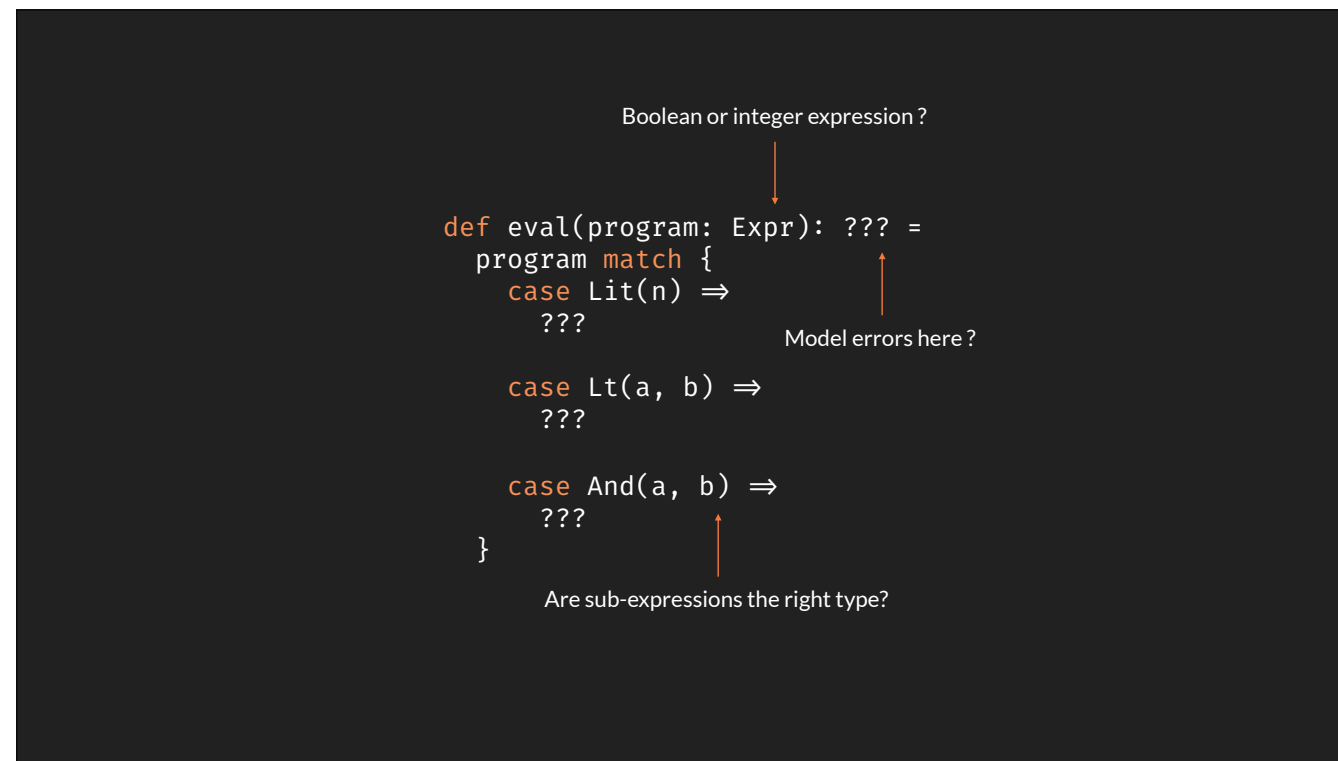 Boolean or integer expression ?
def eval(program: Expr): ??? =
program match {
case Lit(n) ⇒
???
Model errors here ?
case Lt(a, b) ⇒
???
case And(a, b) ⇒
???
}
Are sub-expressions the right type?